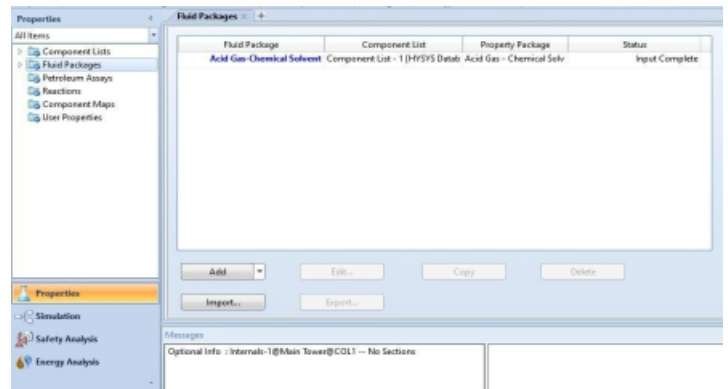 Properties
Fluid Packages
All Items
Component Lists
Fluid Packages
Petroleum Assays
Reactions
Component Maps
User Properties
Fluid Package Component List Property Package Status
Acid Gas-Chemical Solvent Component List - 1 [HYSYS Datab Acid Gas - Chemical Solv Input Complete
Add Edit... Copy Delete
Import... Export...
Properties
Simulation
Safety Analysis
Energy Analysis
Messages
Optional Info : Internals-1@Main Tower@COL1 -- No Sections